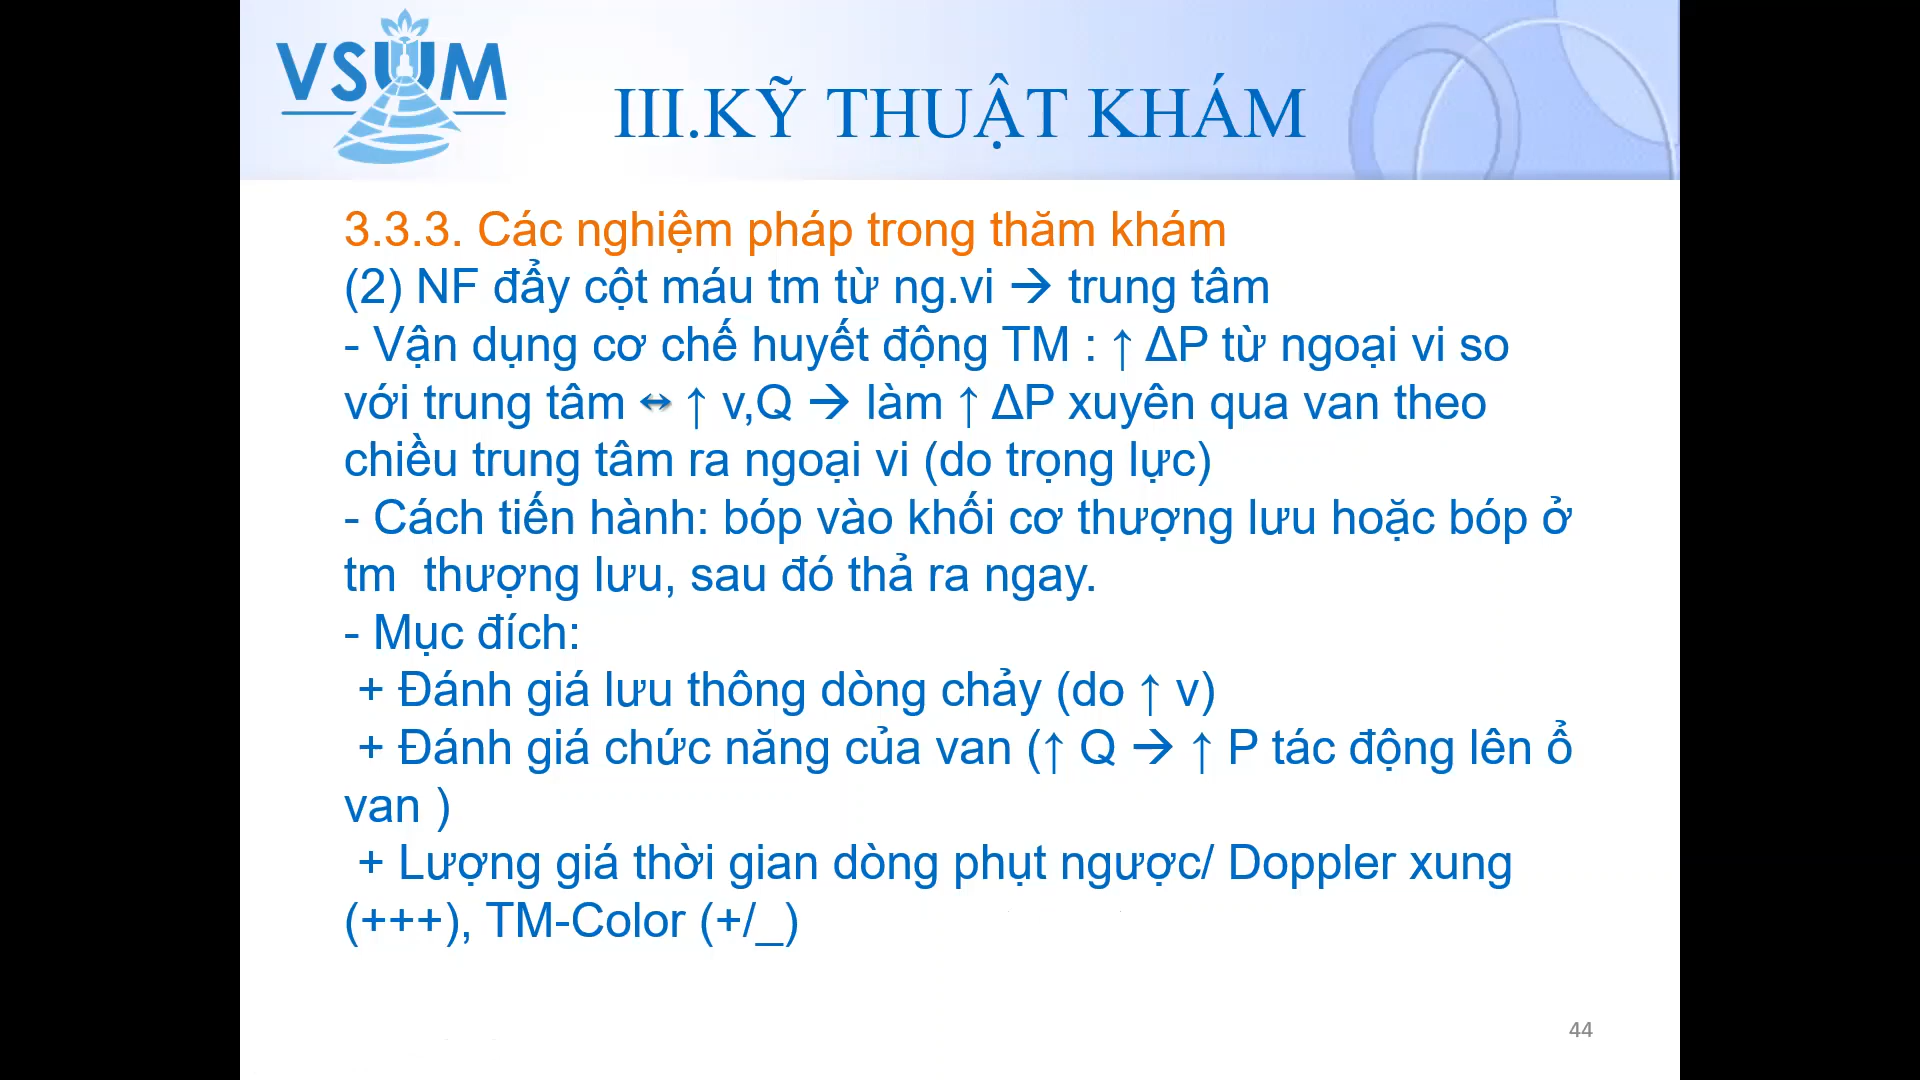 VSUM
III.KỸ THUẬT KHÁM
3.3.3. Các nghiệm pháp trong thăm khám
(2) NF đẩy cột máu tm từ ng.vi → trung tâm
- Vận dụng cơ chế huyết động TM : ↑ ΔP từ ngoại vi so
với trung tâm ↔ ↑ v,Q → làm ↑ ΔP xuyên qua van theo
chiều trung tâm ra ngoại vi (do trọng lực)
- Cách tiến hành: bóp vào khối cơ thượng lưu hoặc bóp ở
tm  thượng lưu, sau đó thả ra ngay.
- Mục đích:
+ Đánh giá lưu thông dòng chảy (do ↑ v)
+ Đánh giá chức năng của van (↑ Q → ↑ P tác động lên ổ
van )
+ Lượng giá thời gian dòng phụt ngược/ Doppler xung
(+++), TM-Color (+/_)
44